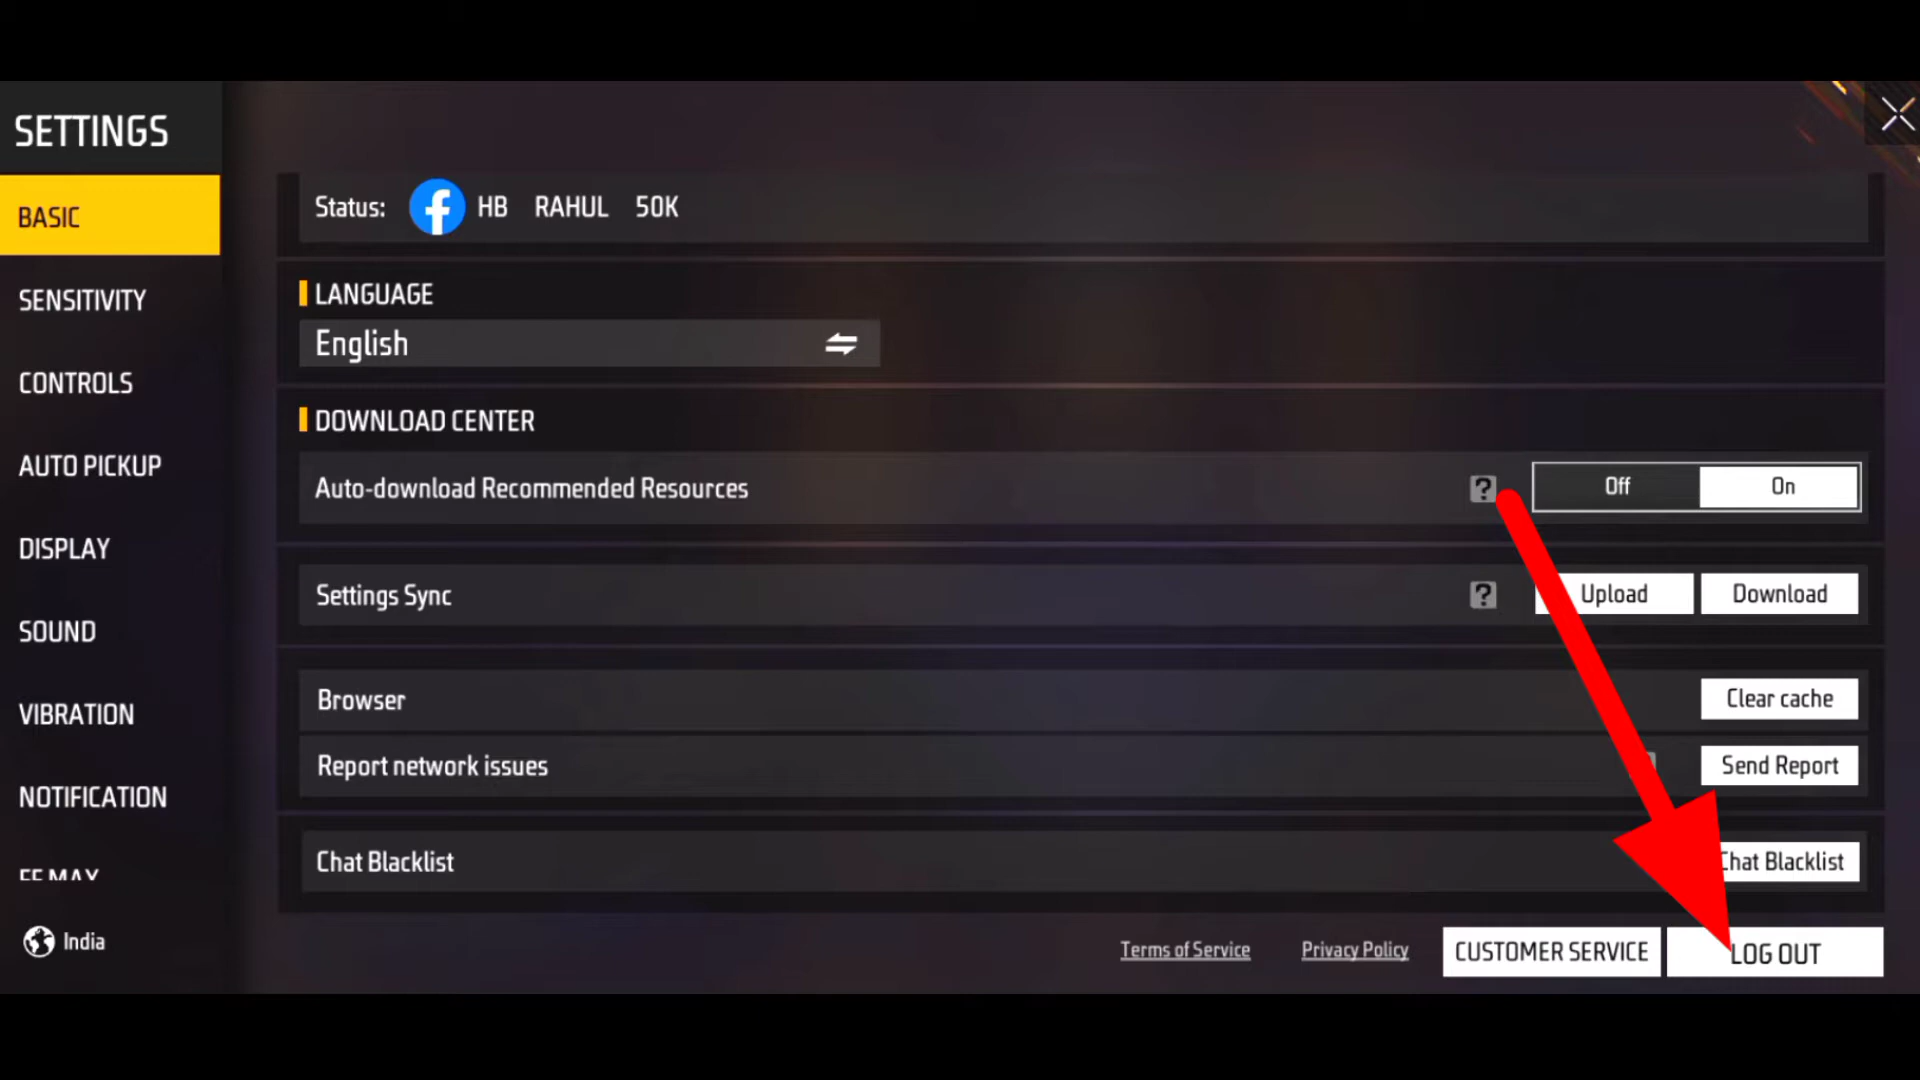 SETTINGS
BASIC
SENSITIVITY
CONTROLS
AUTO PICKUP
DISPLAY
SOUND
VIBRATION
NOTIFICATION
FF MAX
India
Status: HB RAHUL 50K
LANGUAGE
English
DOWNLOAD CENTER
Auto-download Recommended Resources ? Off On
Settings Sync ? Upload Download
Browser Clear cache
Report network issues Send Report
Chat Blacklist Chat Blacklist
Terms of Service Privacy Policy CUSTOMER SERVICE LOG OUT